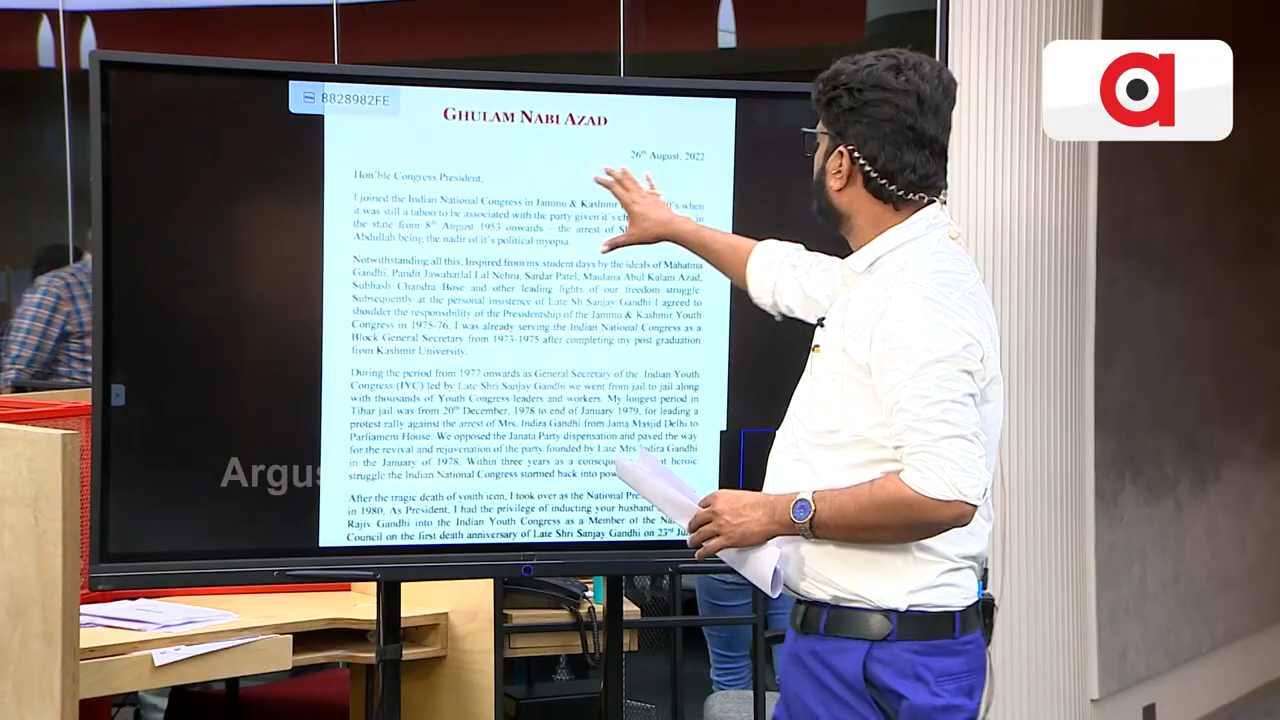 8828982FE
GHULAM NABI AZAD
26th August, 2022
Hon'ble Congress President,
I joined the Indian National Congress in Jammu & Kashmir 's when
it was still a taboo to be associated with the party given it's in
the state from 8th August 1953 onwards – the arrest of
Abdullah being the nadir of it's political myopia.
Notwithstanding all this, Inspired from my student days by the ideals of Mahatma
Gandhi, Pandit Jawaharlal Lal Nehru, Sardar Patel, Maulana Abul Kalam Azad,
Subhash Chandra Bose and other leading lights of our freedom struggle.
Subsequently at the personal insistence of Late Sh Sanjay Gandhi I agreed to
shoulder the responsibility of the Presidentship of the Jammu & Kashmir Youth
Congress in 1975-76. I was already serving the Indian National Congress as a
Block General Secretary from 1973-1975 after completing my post graduation
from Kashmir University.
During the period from 1977 onwards as General Secretary of the Indian Youth
Congress (IYC) led by Late Shri Sanjay Gandhi we went from jail to jail along
with thousands of Youth Congress leaders and workers. My longest period in
Tihar jail was from 20th December, 1978 to end of January 1979, for leading a
protest rally against the arrest of Mrs. Indira Gandhi from Jama Masjid Delhi to
Parliament House. We opposed the Janata Party dispensation and paved the way
for the revival and rejuvenation of the party founded by Late Mrs Indira Gandhi
in the January of 1978. Within three years as a heroic
struggle the Indian National Congress stormed back into
After the tragic death of youth icon, I took over as the National
in 1980. As President, I had the privilege of inducting your husband
Rajiv Gandhi into the Indian Youth Congress as a Member of the
Council on the first death anniversary of Late Shri Sanjay Gandhi on 23rd
Argus
a